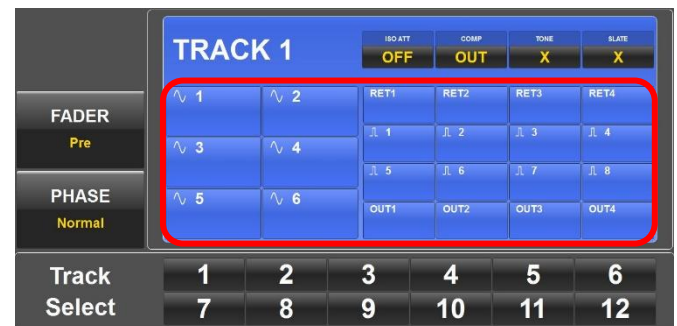 TRACK 1
ISO ATT COMP TONE SLATE
OFF OUT X X
FADER
Pre
PHASE
Normal
1 2 RET1 RET2 RET3 RET4
1 2 3 4
3 4
5 6 7 8
5 6
OUT1 OUT2 OUT3 OUT4
Track Select
1 2 3 4 5 6
7 8 9 10 11 12